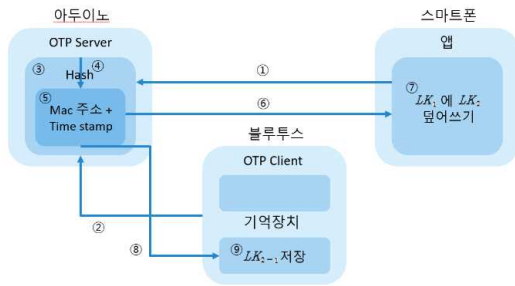 아두이노
스마트폰
OTP Server
앱
③
④
Hash
①
⑤
Mac 주소 +
Time stamp
⑥
⑦
LK₁ 에 LK₂
덮어쓰기
블루투스
OTP Client
②
기억장치
⑧
⑨
LK₂₋₁ 저장